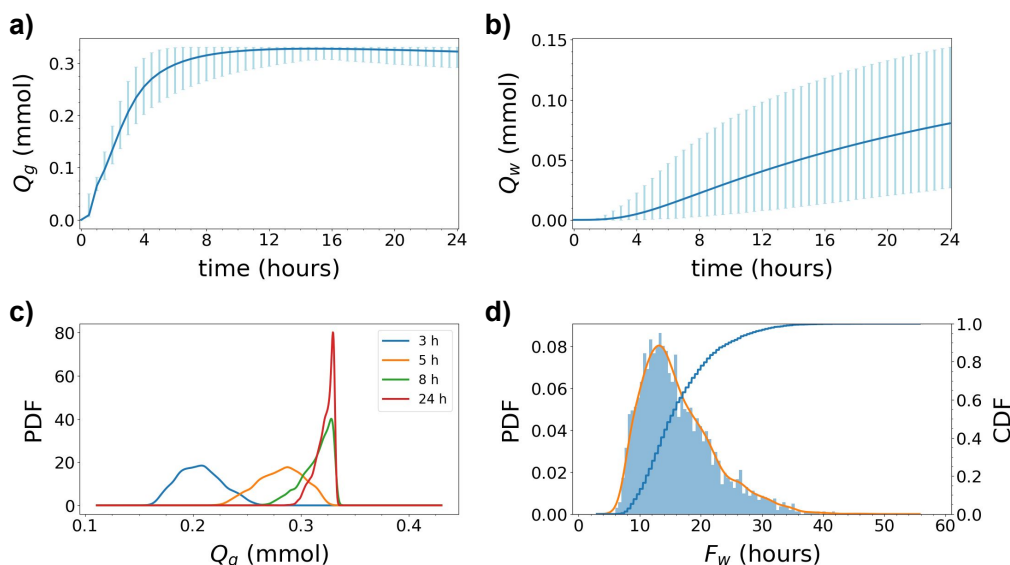 a)
0.3
0.2
0.1
0.0
Q_g (mmol)
0 4 8 12 16 20 24
time (hours)
b)
0.15
0.10
0.05
0.00
Q_w (mmol)
0 4 8 12 16 20 24
time (hours)
c)
80
60
40
20
0
PDF
3 h
5 h
8 h
24 h
0.1 0.2 0.3 0.4
Q_g (mmol)
d)
0.08
0.06
0.04
0.02
0.00
PDF
1.0
0.8
0.6
0.4
0.2
0.0
CDF
0 10 20 30 40 50 60
F_w (hours)